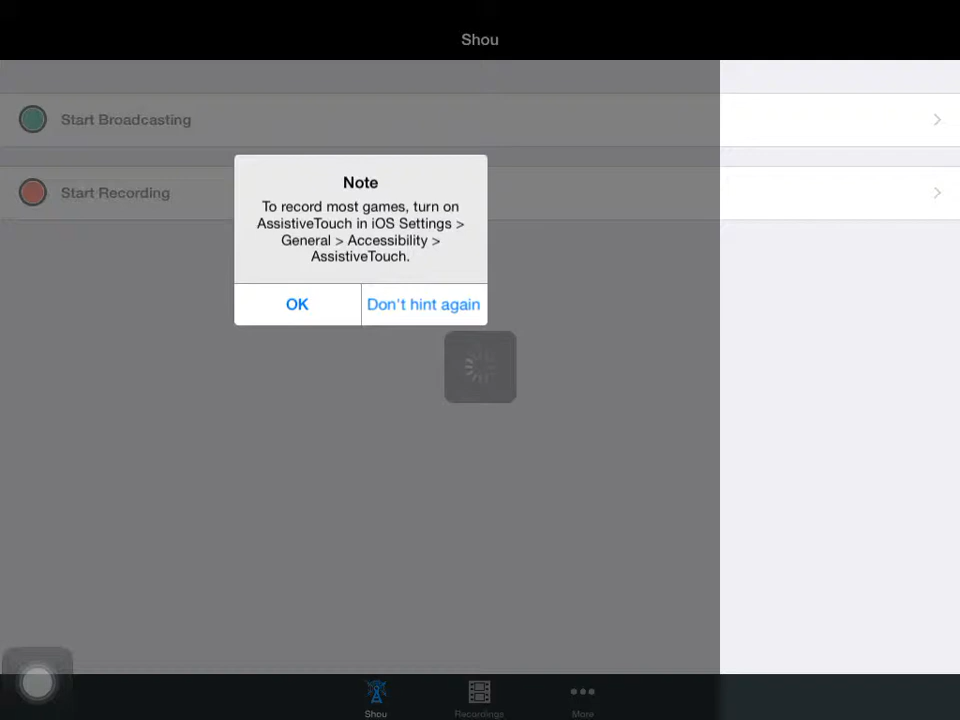 Shou
Start Broadcasting
Start Recording
Note
To record most games, turn on
AssistiveTouch in iOS Settings >
General > Accessibility >
AssistiveTouch.
OK
Don't hint again
Shou
Recordings
More